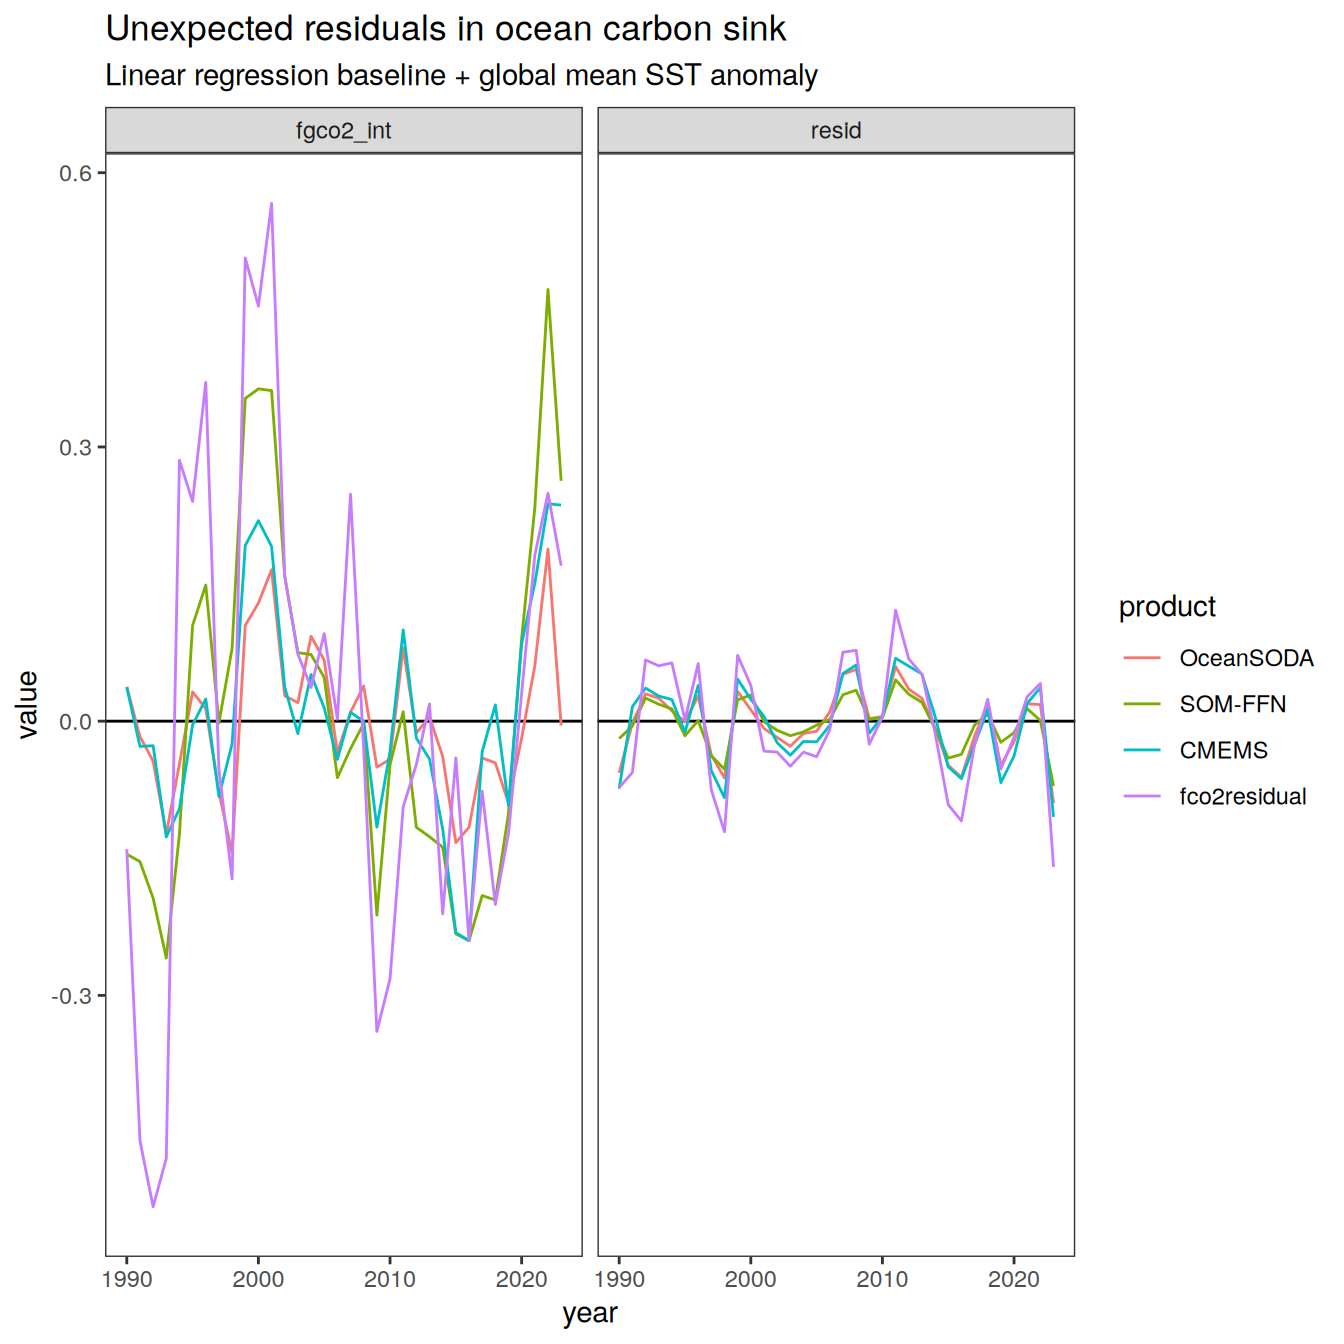 Unexpected residuals in ocean carbon sink
Linear regression baseline + global mean SST anomaly
fgco2_int
resid
0.6
0.3
0.0
-0.3
value
1990
2000
2010
2020
1990
2000
2010
2020
year
product
OceanSODA
SOM-FFN
CMEMS
fco2residual